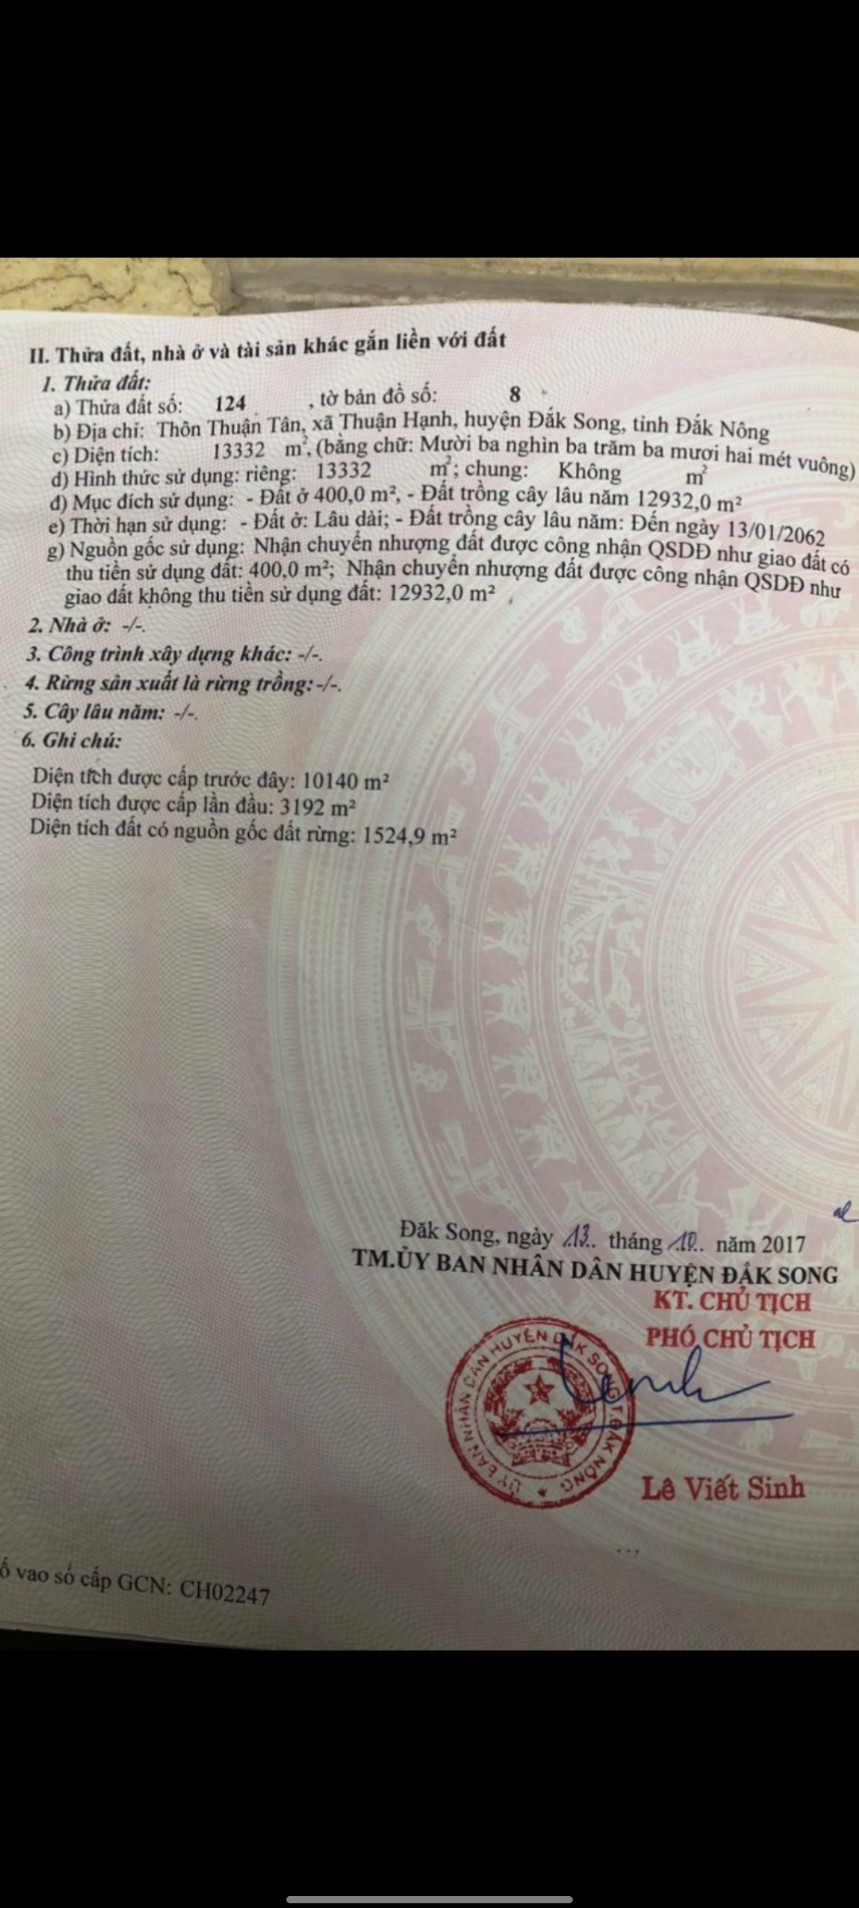 II. Thửa đất, nhà ở và tài sản khác gắn liền với đất
1. Thửa đất:
a) Thửa đất số: 124 , tờ bản đồ số: 8
b) Địa chỉ: Thôn Thuận Tân, xã Thuận Hạnh, huyện Đắk Song, tỉnh Đắk Nông
c) Diện tích: 13332 m², (bằng chữ: Mười ba nghìn ba trăm ba mươi hai mét vuông)
d) Hình thức sử dụng: riêng: 13332 m²; chung: Không m²
đ) Mục đích sử dụng: - Đất ở 400,0 m², - Đất trồng cây lâu năm 12932,0 m²
e) Thời hạn sử dụng: - Đất ở: Lâu dài; - Đất trồng cây lâu năm: Đến ngày 13/01/2062
g) Nguồn gốc sử dụng: Nhận chuyển nhượng đất được công nhận QSDĐ như giao đất có
thu tiền sử dụng đất: 400,0 m²; Nhận chuyển nhượng đất được công nhận QSDĐ như
giao đất không thu tiền sử dụng đất: 12932,0 m²
2. Nhà ở: -/-.
3. Công trình xây dựng khác: -/-.
4. Rừng sản xuất là rừng trồng: -/-.
5. Cây lâu năm: -/-.
6. Ghi chú:
Diện tích được cấp trước đây: 10140 m²
Diện tích được cấp lần đầu: 3192 m²
Diện tích đất có nguồn gốc đất rừng: 1524,9 m²
Đăk Song, ngày 13 tháng 10 năm 2017
TM.ỦY BAN NHÂN DÂN HUYỆN ĐẮK SONG
KT. CHỦ TỊCH
PHÓ CHỦ TỊCH
ỦY BAN NHÂN DÂN HUYỆN ĐĂK SONG T.ĐĂK NÔNG
Lê Viết Sinh
ố vào sổ cấp GCN: CH02247